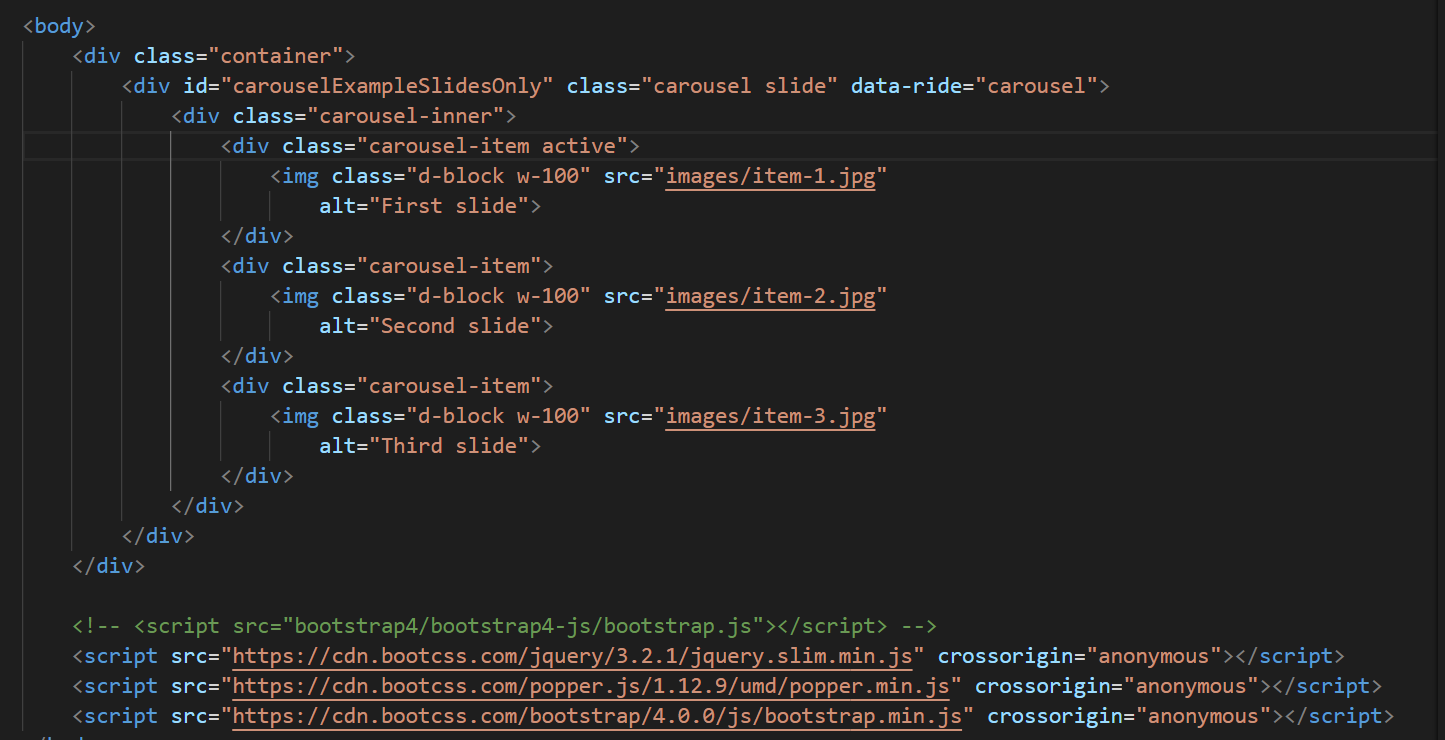 <body>
<div class="container">
<div id="carouselExampleSlidesOnly" class="carousel slide" data-ride="carousel">
<div class="carousel-inner">
<div class="carousel-item active">
<img class="d-block w-100" src="images/item-1.jpg"
alt="First slide">
</div>
<div class="carousel-item">
<img class="d-block w-100" src="images/item-2.jpg"
alt="Second slide">
</div>
<div class="carousel-item">
<img class="d-block w-100" src="images/item-3.jpg"
alt="Third slide">
</div>
</div>
</div>
</div>
<!-- <script src="bootstrap4/bootstrap4-js/bootstrap.js"></script> -->
<script src="https://cdn.bootcss.com/jquery/3.2.1/jquery.slim.min.js" crossorigin="anonymous"></script>
<script src="https://cdn.bootcss.com/popper.js/1.12.9/umd/popper.min.js" crossorigin="anonymous"></script>
<script src="https://cdn.bootcss.com/bootstrap/4.0.0/js/bootstrap.min.js" crossorigin="anonymous"></script>